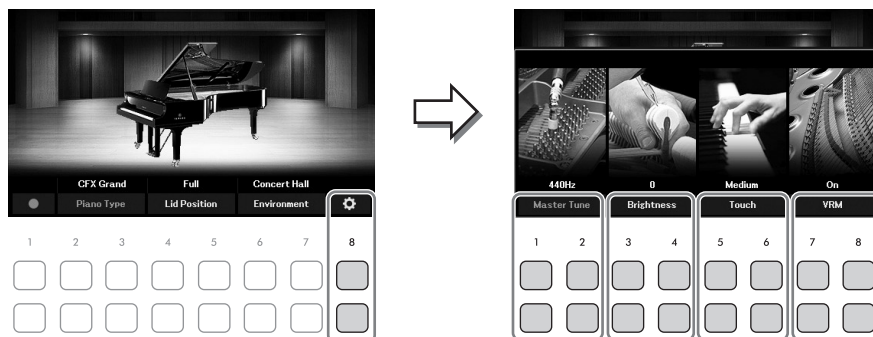 CFX Grand Full Concert Hall
Piano Type Lid Position Environment
1 2 3 4 5 6 7 8
440Hz 0 Medium On
Master Tune Brightness Touch VRM
1 2 3 4 5 6 7 8